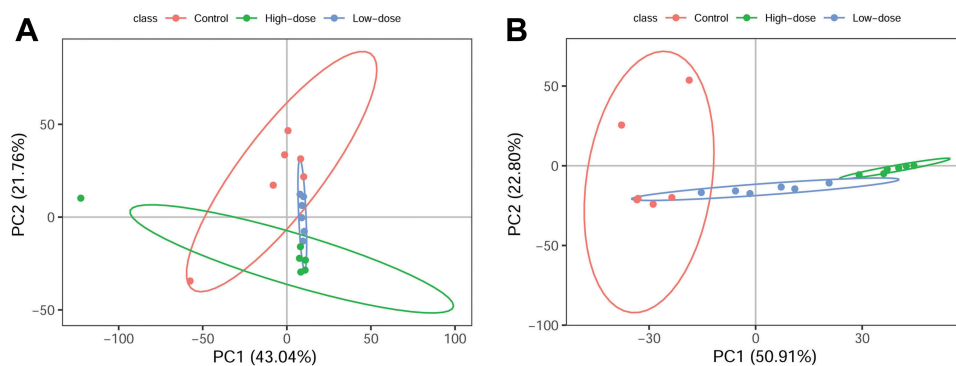 A
class Control High-dose Low-dose
PC2 (21.76%)
50
0
−50
−100 −50 0 50 100
PC1 (43.04%)
B
class Control High-dose Low-dose
PC2 (22.80%)
50
0
−50
−100
−30 0 30
PC1 (50.91%)